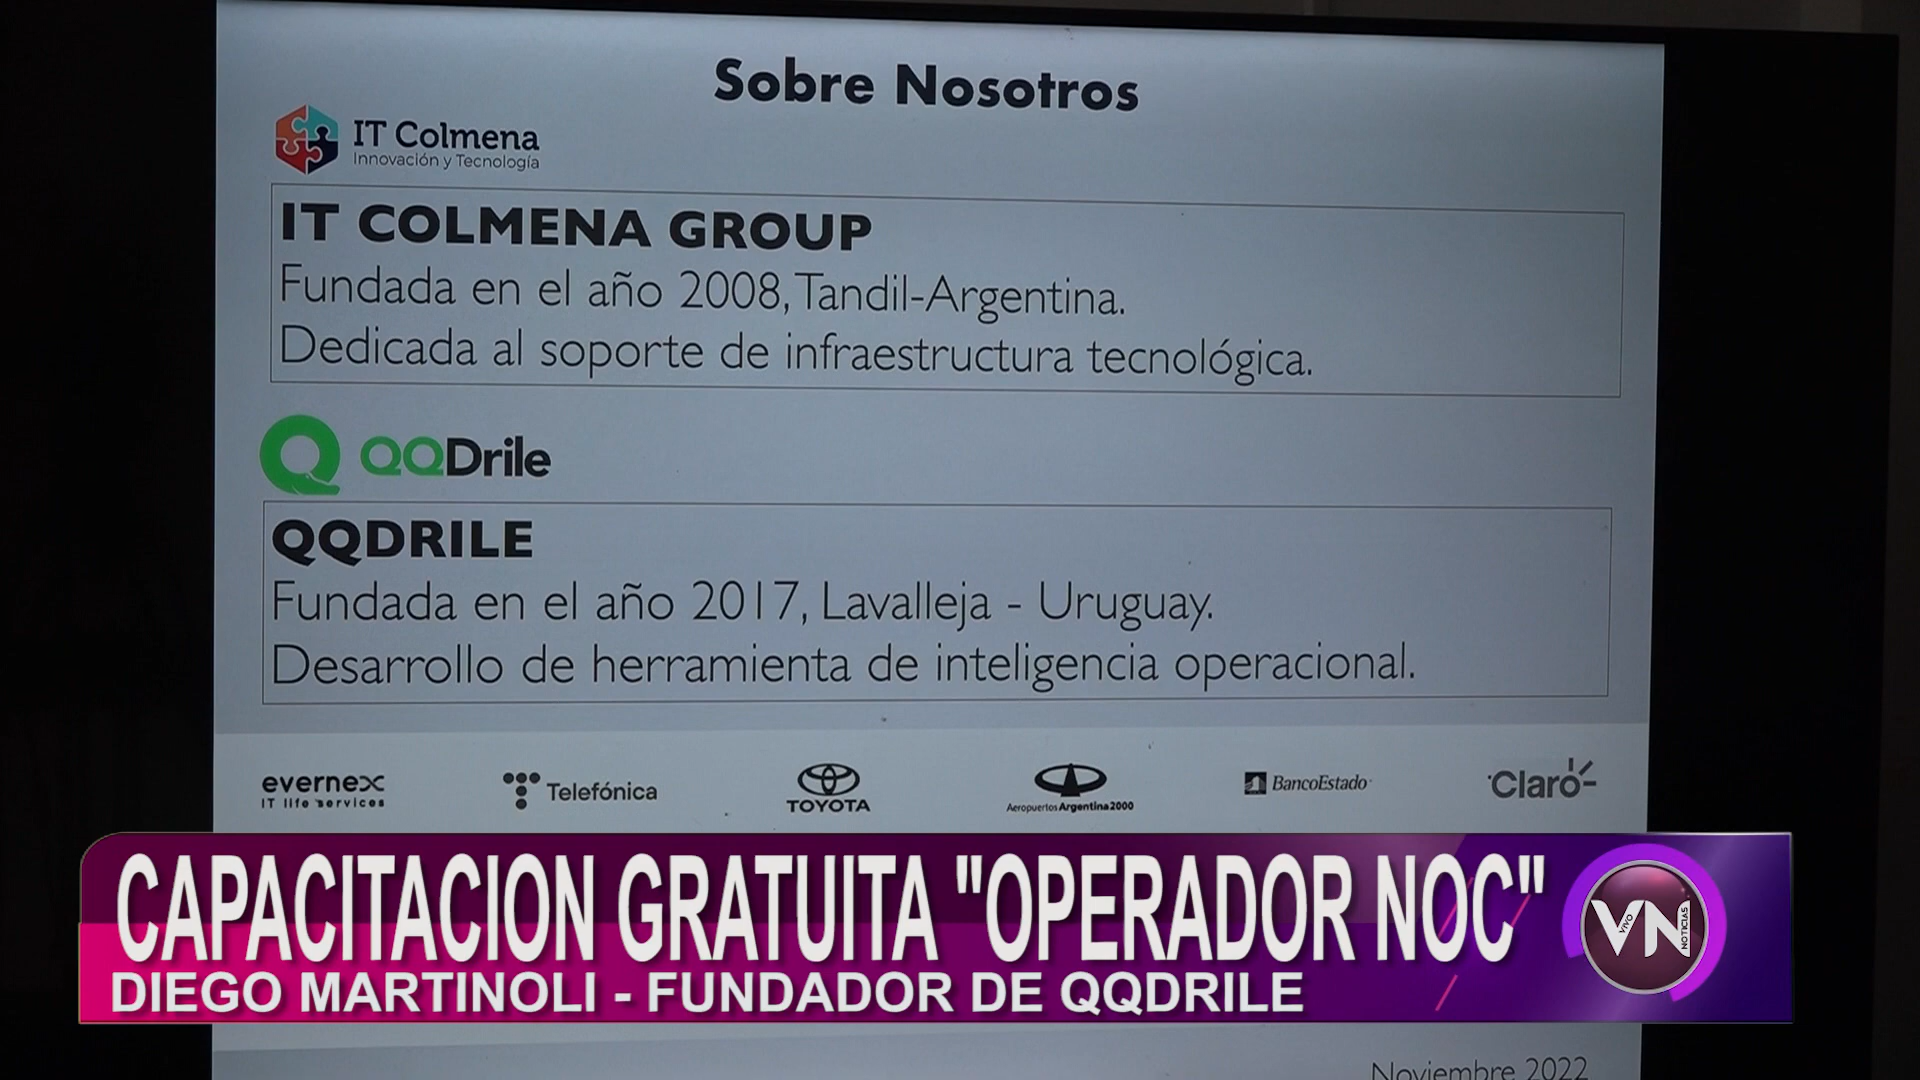 Sobre Nosotros
IT Colmena
Innovación y Tecnología
IT COLMENA GROUP
Fundada en el año 2008, Tandil-Argentina.
Dedicada al soporte de infraestructura tecnológica.
QQDrile
QQDRILE
Fundada en el año 2017, Lavalleja - Uruguay.
Desarrollo de herramienta de inteligencia operacional.
evernex
IT life services
Telefónica
TOYOTA
Aeropuertos Argentina 2000
BancoEstado
Claro
CAPACITACION GRATUITA "OPERADOR NOC"
DIEGO MARTINOLI - FUNDADOR DE QQDRILE
VN
VIVO
NOTICIAS
Noviembre 2022